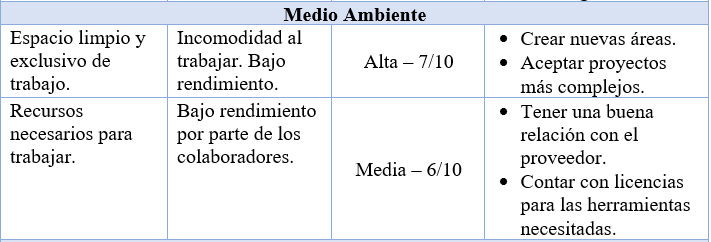 Medio Ambiente
Espacio limpio y
exclusivo de
trabajo.
Incomodidad al
trabajar. Bajo
rendimiento.
Alta – 7/10
• Crear nuevas áreas.
• Aceptar proyectos
más complejos.
Recursos
necesarios para
trabajar.
Bajo rendimiento
por parte de los
colaboradores.
Media – 6/10
• Tener una buena
relación con el
proveedor.
• Contar con licencias
para las herramientas
necesitadas.